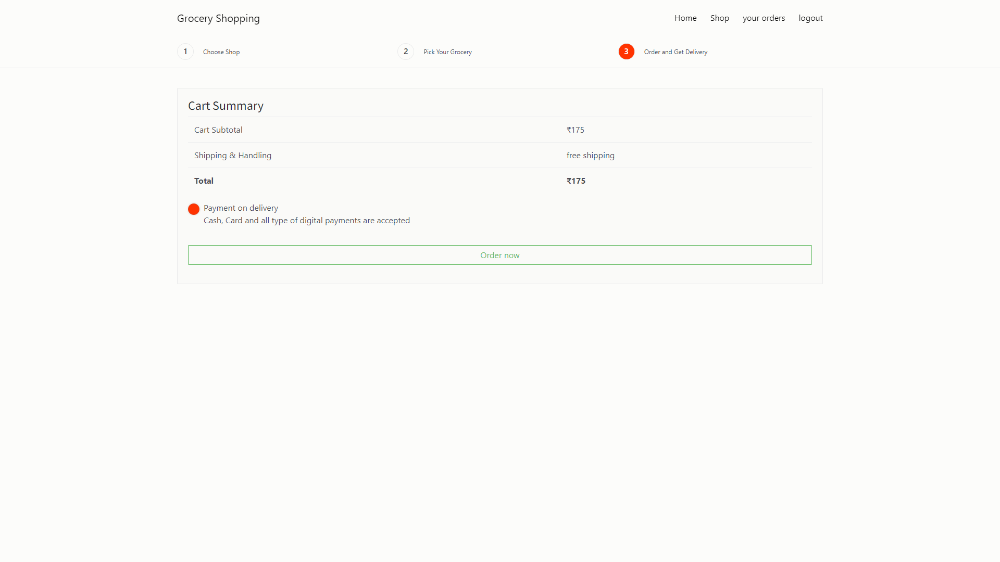 Grocery Shopping
Home Shop your orders logout
1 Choose Shop 2 Pick Your Grocery 3 Order and Get Delivery
Cart Summary
Cart Subtotal ₹175
Shipping & Handling free shipping
Total ₹175
Payment on delivery
Cash, Card and all type of digital payments are accepted
Order now